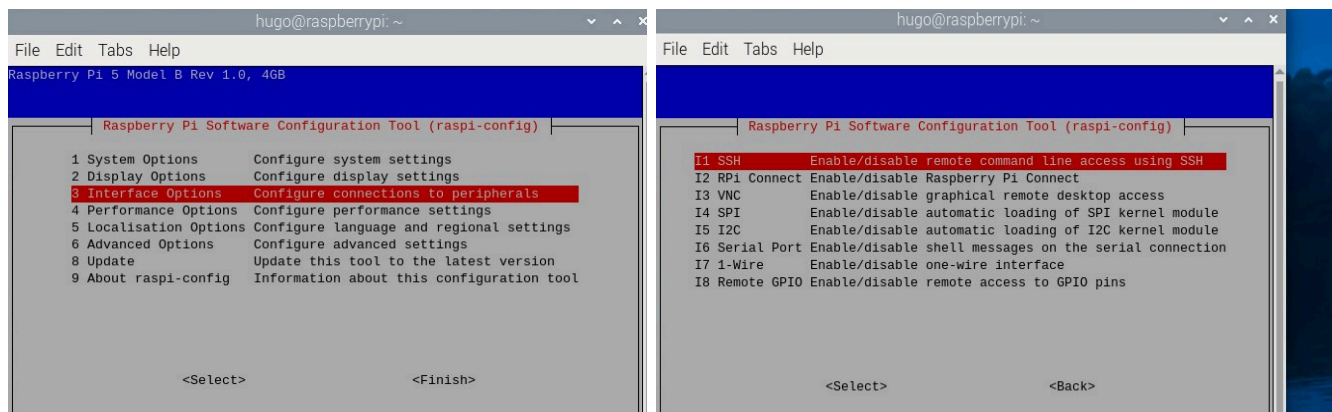 hugo@raspberrypi: ~
File Edit Tabs Help
Raspberry Pi 5 Model B Rev 1.0, 4GB
Raspberry Pi Software Configuration Tool (raspi-config)
1 System Options Configure system settings
2 Display Options Configure display settings
3 Interface Options Configure connections to peripherals
4 Performance Options Configure performance settings
5 Localisation Options Configure language and regional settings
6 Advanced Options Configure advanced settings
8 Update Update this tool to the latest version
9 About raspi-config Information about this configuration tool
<Select> <Finish>
hugo@raspberrypi: ~
File Edit Tabs Help
Raspberry Pi Software Configuration Tool (raspi-config)
I1 SSH Enable/disable remote command line access using SSH
I2 RPi Connect Enable/disable Raspberry Pi Connect
I3 VNC Enable/disable graphical remote desktop access
I4 SPI Enable/disable automatic loading of SPI kernel module
I5 I2C Enable/disable automatic loading of I2C kernel module
I6 Serial Port Enable/disable shell messages on the serial connection
I7 1-Wire Enable/disable one-wire interface
I8 Remote GPIO Enable/disable remote access to GPIO pins
<Select> <Back>